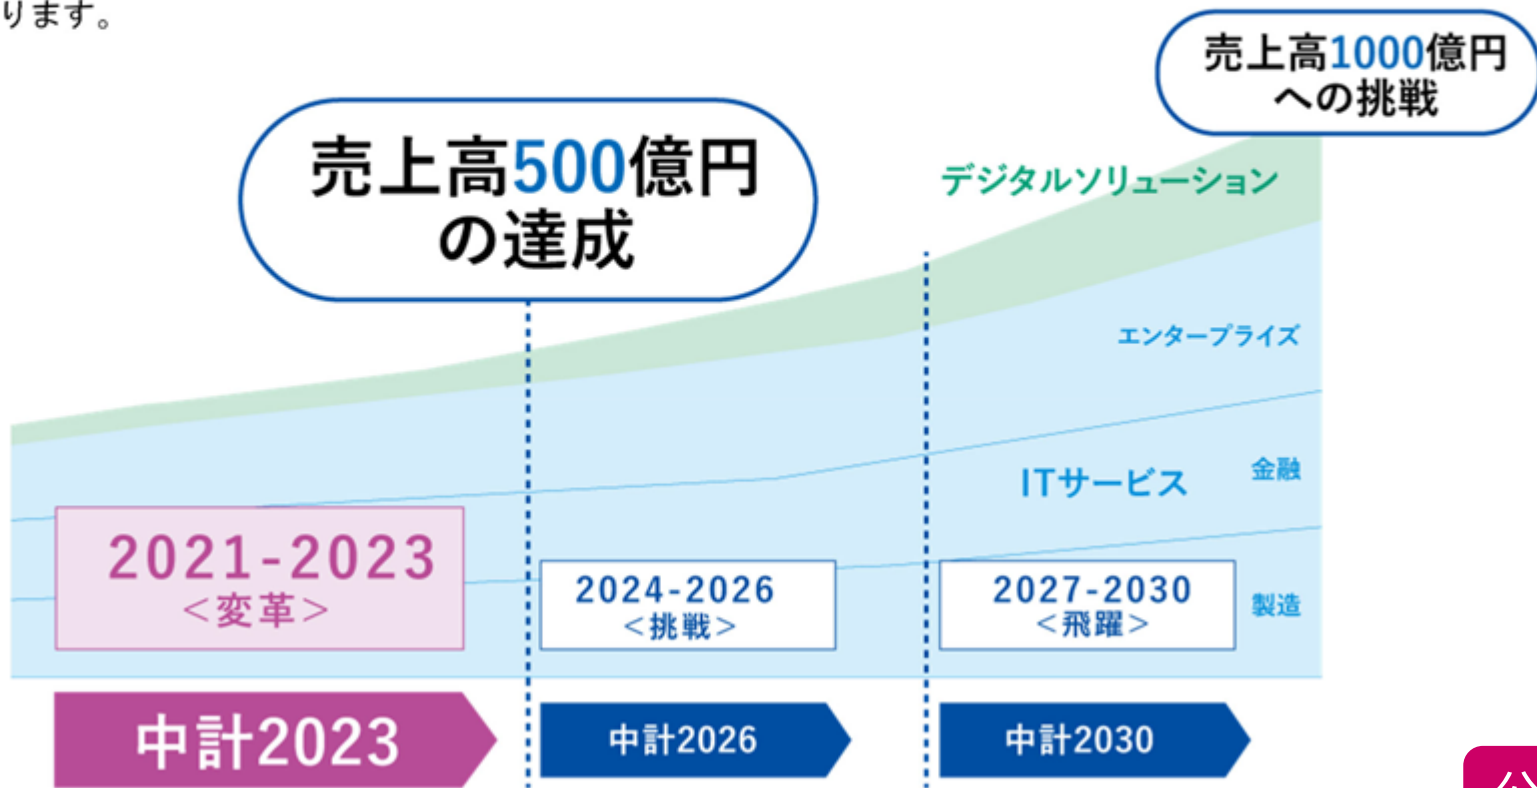 ります。
売上高1000億円
への挑戦
売上高500億円
の達成
デジタルソリューション
エンタープライズ
ITサービス
金融
製造
2021-2023
<変革>
2024-2026
<挑戦>
2027-2030
<飛躍>
中計2023
中計2026
中計2030